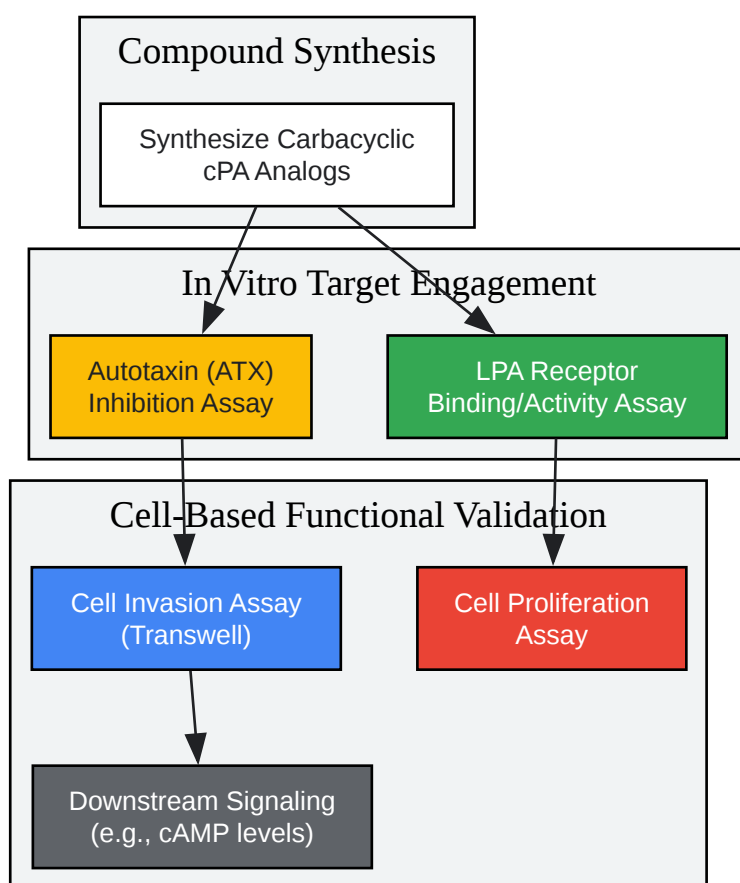 Compound Synthesis
Synthesize Carbacyclic
cPA Analogs
In Vitro Target Engagement
Autotaxin (ATX)
Inhibition Assay
LPA Receptor
Binding/Activity Assay
Cell-Based Functional Validation
Cell Invasion Assay
(Transwell)
Cell Proliferation
Assay
Downstream Signaling
(e.g., cAMP levels)